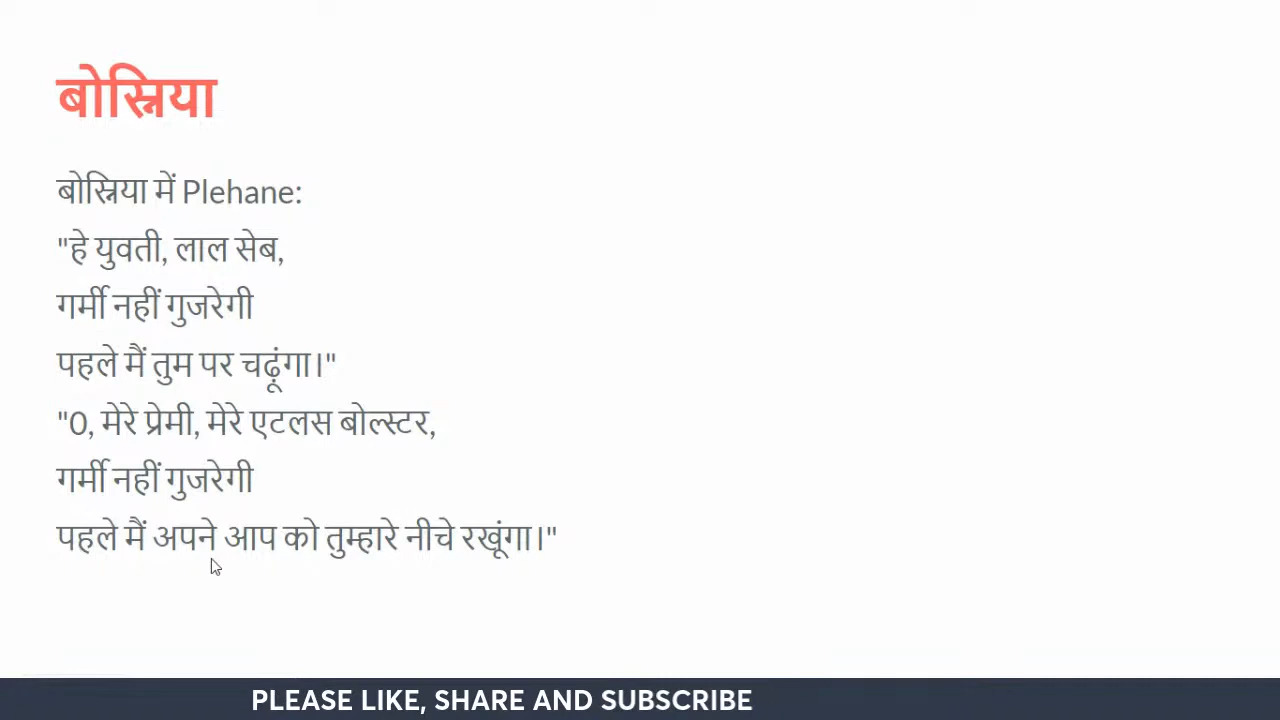 बोस्निया
बोस्निया में Plehane:
"हे युवती, लाल सेब,
गर्मी नहीं गुजरेगी
पहले मैं तुम पर चढ़ूंगा।"
"0, मेरे प्रेमी, मेरे एटलस बोल्स्टर,
गर्मी नहीं गुजरेगी
पहले मैं अपने आप को तुम्हारे नीचे रखूंगा।"
PLEASE LIKE, SHARE AND SUBSCRIBE